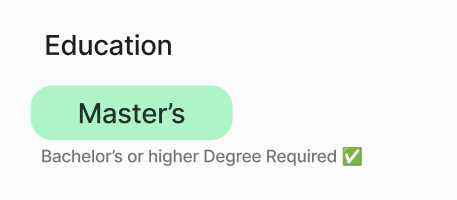 Education
Master’s
Bachelor’s or higher Degree Required ✅